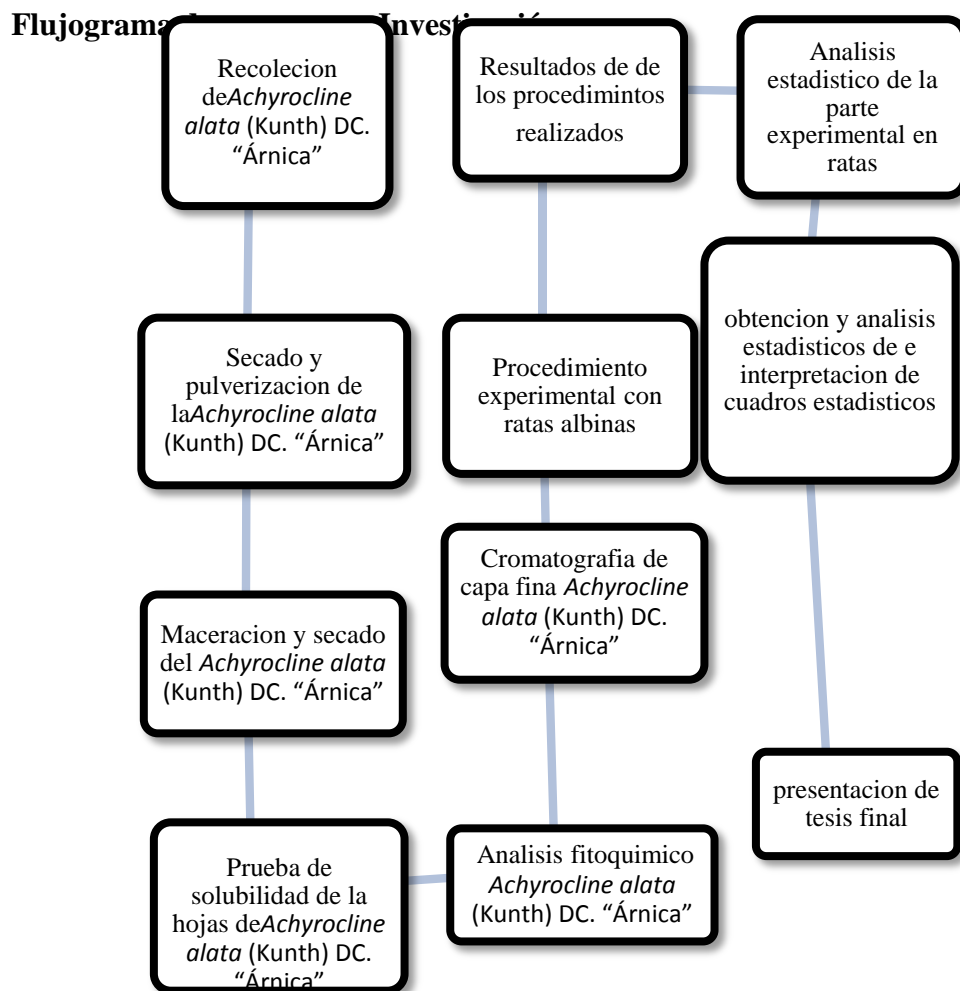 Flujograma Investigación
Recolecion
deAchyrocline
alata (Kunth) DC.
“Árnica”
Secado y
pulverizacion de
laAchyrocline alata
(Kunth) DC. “Árnica”
Maceracion y secado
del Achyrocline alata
(Kunth) DC. “Árnica”
Prueba de
solubilidad de la
hojas deAchyrocline
alata (Kunth) DC.
“Árnica”
Analisis fitoquimico
Achyrocline alata
(Kunth) DC. “Árnica”
Cromatografia de
capa fina Achyrocline
alata (Kunth) DC.
“Árnica”
Procedimiento
experimental con
ratas albinas
Resultados de de
los procedimintos
realizados
Analisis
estadistico de la
parte
experimental en
ratas
obtencion y analisis
estadisticos de e
interpretacion de
cuadros estadisticos
presentacion de
tesis final